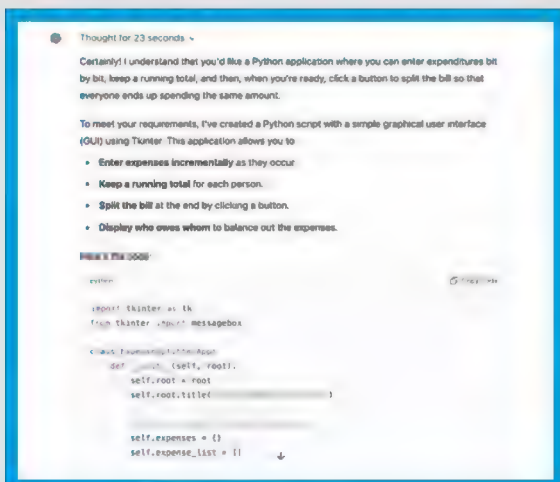 Thought for 23 seconds
Certainly! I understand that you'd like a Python application where you can enter expenditures bit
by bit, keep a running total, and then, when you're ready, click a button to split the bill so that
everyone ends up spending the same amount.
To meet your requirements, I've created a Python script with a simple graphical user interface
(GUI) using Tkinter. This application allows you to
• Enter expenses incrementally as they occur
• Keep a running total for each person.
• Split the bill at the end by clicking a button.
• Display who owes whom to balance out the expenses.
Here's the code:
python
import tkinter as tk
from tkinter import messagebox
class
def (self, root):
self.root = root
self.root.title( )
self.expenses = {}
self.expense_list = []